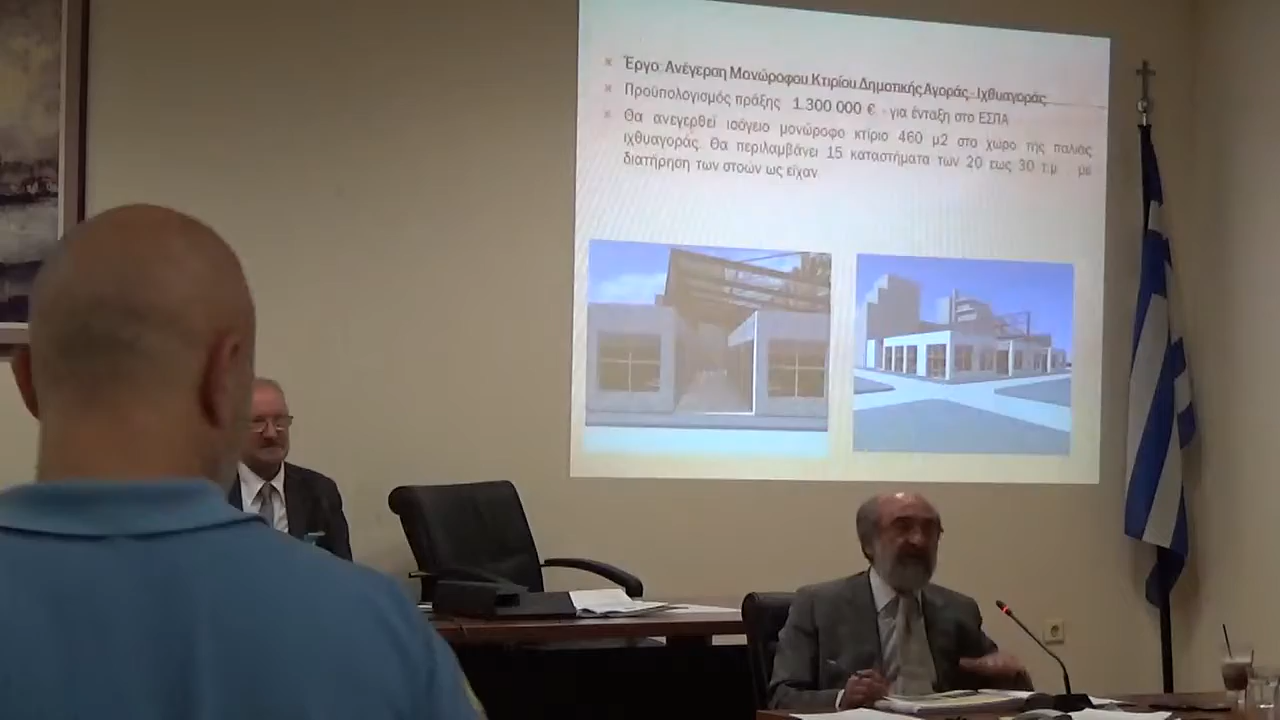 Έργο: Ανέγερση Μονώροφου Κτιρίου Δημοτικής Αγοράς - Ιχθυαγοράς
Προϋπολογισμός πράξης 1.300 000 € - για ένταξη στο ΕΣΠΑ
Θα ανεγερθεί ισόγειο μονώροφο κτίριο 460 μ2 στο χώρο της παλιάς
ιχθυαγοράς. Θα περιλαμβάνει 15 καταστήματα των 20 εως 30 τ.μ με
διατήρηση των στοών ως είχαν